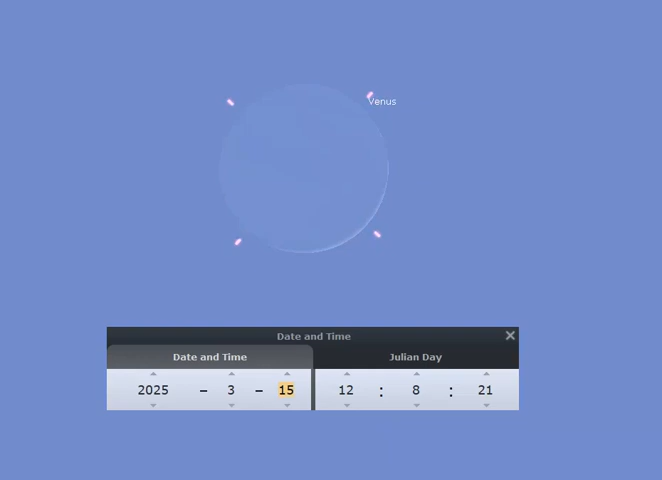 Venus
Date and Time
Date and Time Julian Day
2025 – 3 – 15 12 : 8 : 21